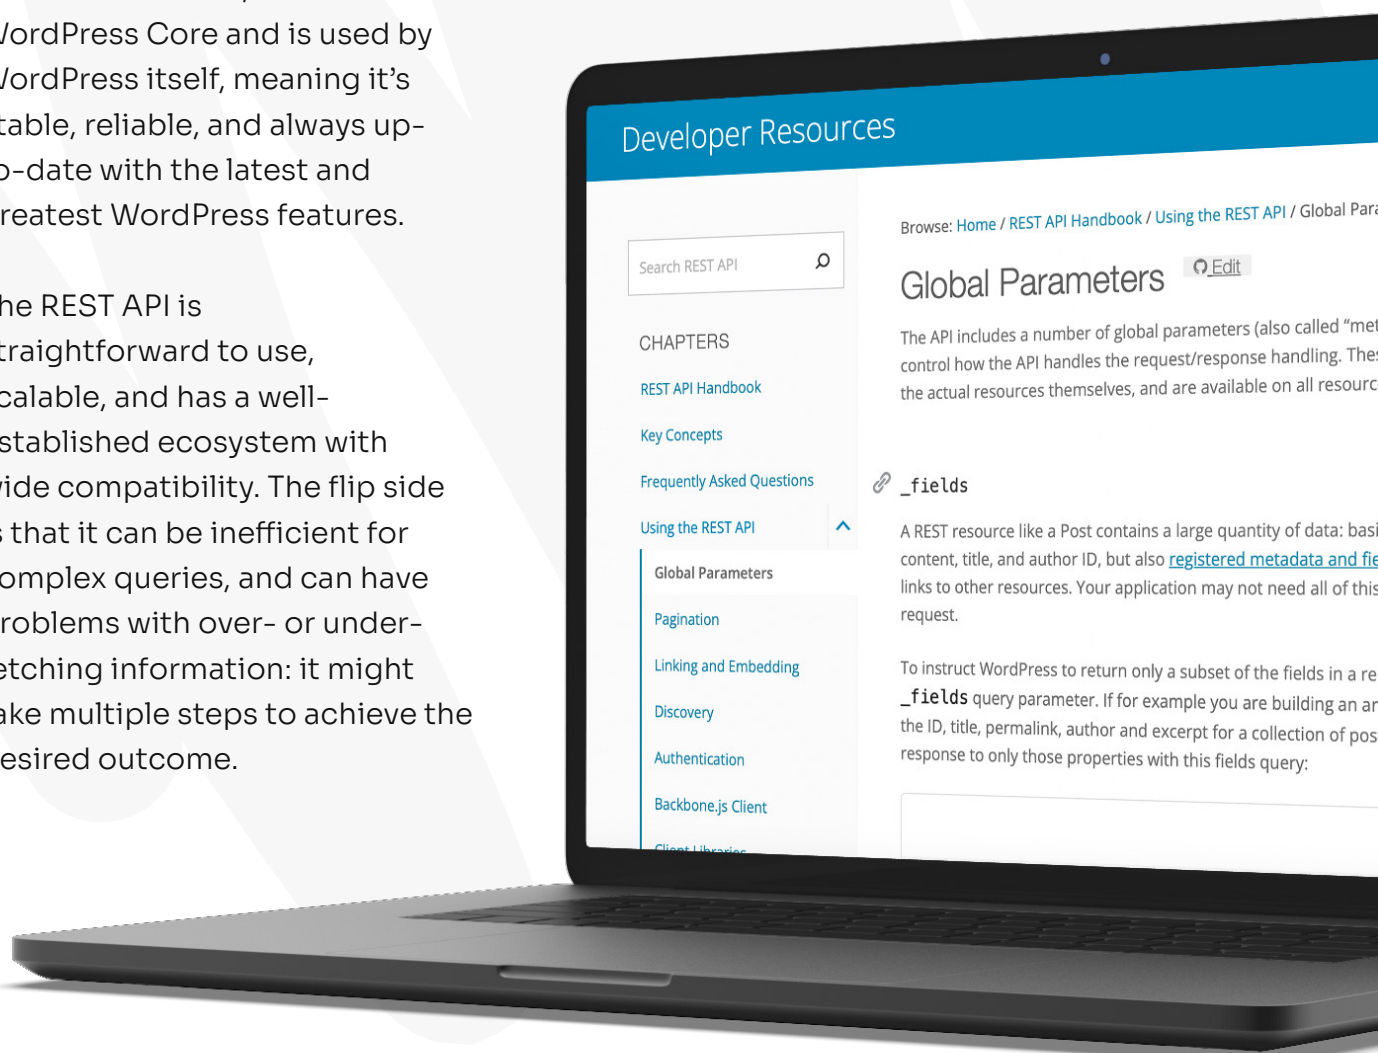 WordPress Core and is used by
WordPress itself, meaning it's
table, reliable, and always up-
o-date with the latest and
reatest WordPress features.
he REST API is
traightforward to use,
calable, and has a well-
stablished ecosystem with
vide compatibility. The flip side
s that it can be inefficient for
omplex queries, and can have
roblems with over- or under-
etching information: it might
ake multiple steps to achieve the
esired outcome.
Developer Resources
Search REST API
CHAPTERS
REST API Handbook
Key Concepts
Frequently Asked Questions
Using the REST API
Global Parameters
Pagination
Linking and Embedding
Discovery
Authentication
Backbone.js Client
Client Libraries
Browse: Home / REST API Handbook / Using the REST API / Global Para
Global Parameters Edit
The API includes a number of global parameters (also called "met
control how the API handles the request/response handling. Thes
the actual resources themselves, and are available on all resourc
_fields
A REST resource like a Post contains a large quantity of data: basi
content, title, and author ID, but also registered metadata and fie
links to other resources. Your application may not need all of this
request.
To instruct WordPress to return only a subset of the fields in a re
_fields query parameter. If for example you are building an ar
the ID, title, permalink, author and excerpt for a collection of pos
response to only those properties with this fields query: